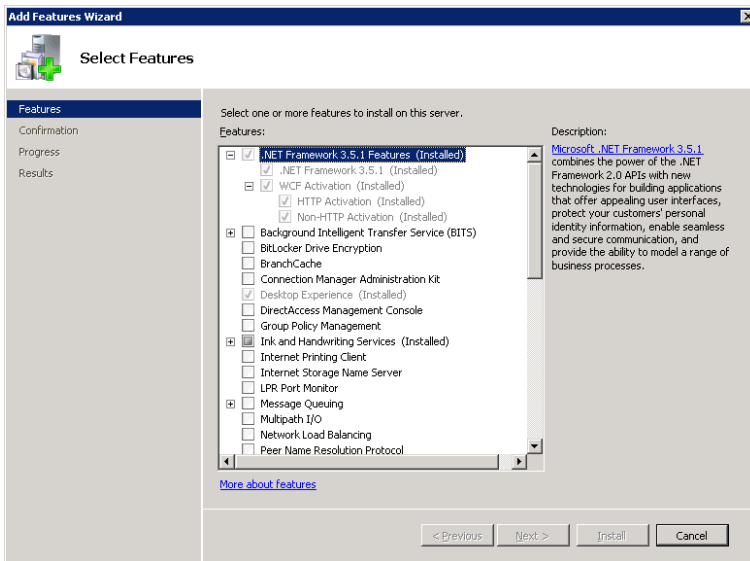 Add Features Wizard
Select Features
Features
Confirmation
Progress
Results
Select one or more features to install on this server.
Features:
.NET Framework 3.5.1 Features (Installed)
.NET Framework 3.5.1 (Installed)
WCF Activation (Installed)
HTTP Activation (Installed)
Non-HTTP Activation (Installed)
Background Intelligent Transfer Service (BITS)
BitLocker Drive Encryption
BranchCache
Connection Manager Administration Kit
Desktop Experience (Installed)
DirectAccess Management Console
Group Policy Management
Ink and Handwriting Services (Installed)
Internet Printing Client
Internet Storage Name Server
LPR Port Monitor
Message Queuing
Multipath I/O
Network Load Balancing
Peer Name Resolution Protocol
More about features
Description:
Microsoft .NET Framework 3.5.1
combines the power of the .NET
Framework 2.0 APIs with new
technologies for building applications
that offer appealing user interfaces,
protect your customers' personal
identity information, enable seamless
and secure communication, and
provide the ability to model a range of
business processes.
< Previous
Next >
Install
Cancel